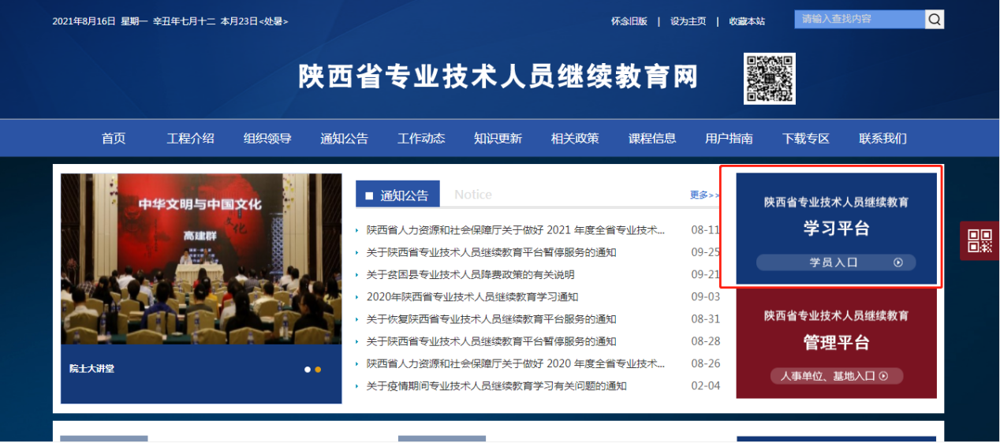 2021年8月16日 星期一 辛丑年七月十二 本月23日<处暑>
怀念旧版 | 设为主页 | 收藏本站
请输入查找内容
陕西省专业技术人员继续教育网
首页 工程介绍 组织领导 通知公告 工作动态 知识更新 相关政策 课程信息 用户指南 下载专区 联系我们
中华文明与中国文化
高建群
院士大讲堂
通知公告 Notice 更多>>
陕西省人力资源和社会保障厅关于做好 2021 年度全省专业技术... 08-11
关于陕西省专业技术人员继续教育平台暂停服务的通知 09-25
关于贫困县专业技术人员降费政策的有关说明 09-21
2020年陕西省专业技术人员继续教育学习通知 09-03
关于恢复陕西省专业技术人员继续教育平台服务的通知 08-31
关于陕西省专业技术人员继续教育平台暂停服务的通知 08-28
陕西省人力资源和社会保障厅关于做好 2020 年度全省专业技术... 08-26
关于疫情期间专业技术人员继续教育学习有关问题的通知 02-04
陕西省专业技术人员继续教育
学习平台
学员入口
陕西省专业技术人员继续教育
管理平台
人事单位、基地入口